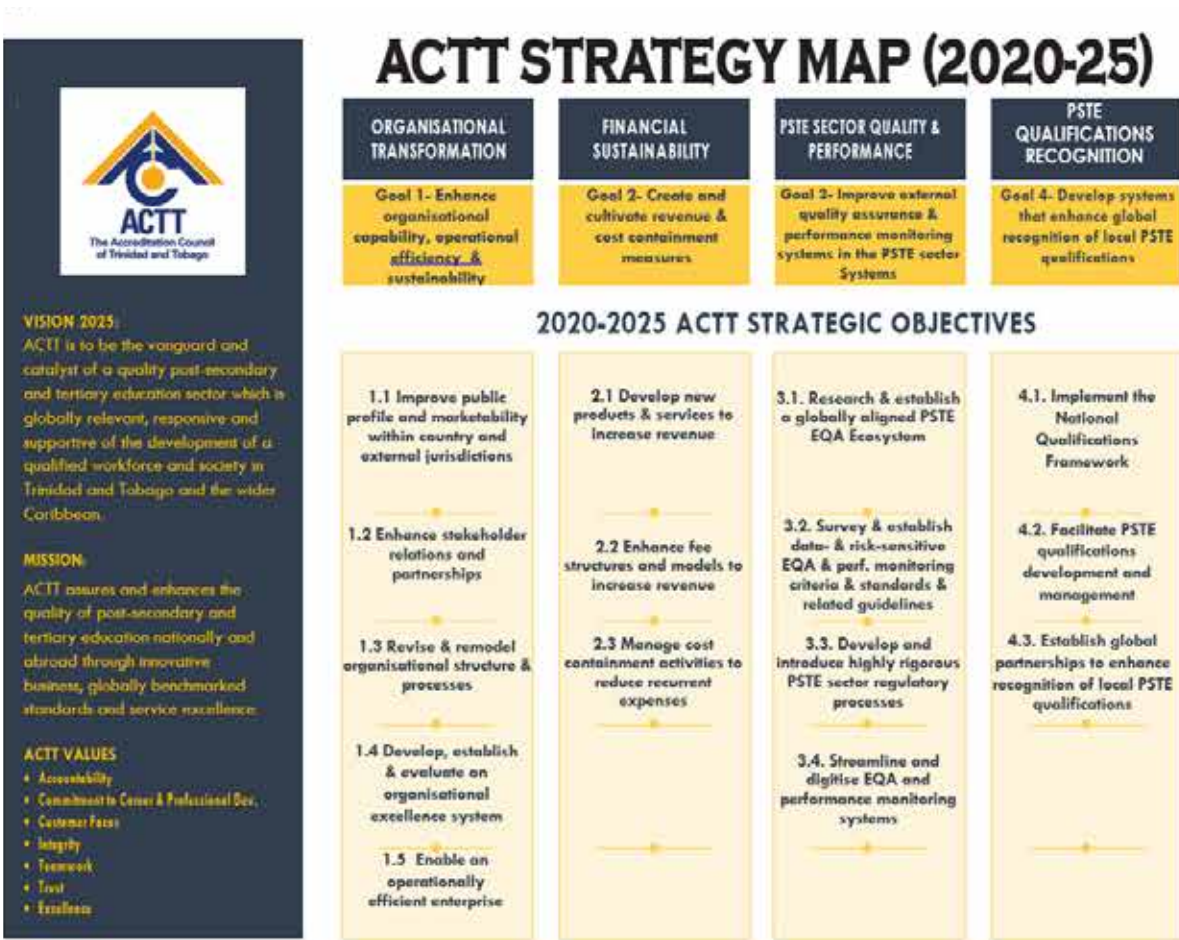 ACTT STRATEGY MAP (2020-25)
ACTT
The Accreditation Council
of Trinidad and Tobago
VISION 2025:
ACTT is to be the vanguard and
catalyst of a quality post-secondary
and tertiary education sector which is
globally relevant, responsive and
supportive of the development of a
qualified workforce and society in
Trinidad and Tobago and the wider
Caribbean.
MISSION:
ACTT assures and enhances the
quality of post-secondary and
tertiary education nationally and
abroad through innovative
business, globally benchmarked
standards and service excellence.
ACTT VALUES
• Accountability
• Commitment to Career & Professional Dev.
• Customer Focus
• Integrity
• Teamwork
• Trust
• Excellence
ORGANISATIONAL
TRANSFORMATION
Goal 1- Enhance
organisational
capability, operational
efficiency &
sustainability
FINANCIAL
SUSTAINABILITY
Goal 2- Create and
cultivate revenue &
cost containment
measures
PSTE SECTOR QUALITY &
PERFORMANCE
Goal 3- Improve external
quality assurance &
performance monitoring
systems in the PSTE sector
Systems
PSTE
QUALIFICATIONS
RECOGNITION
Goal 4- Develop systems
that enhance global
recognition of local PSTE
qualifications
2020-2025 ACTT STRATEGIC OBJECTIVES
1.1 Improve public
profile and marketability
within country and
external jurisdictions
1.2 Enhance stakeholder
relations and
partnerships
1.3 Revise & remodel
organisational structure &
processes
1.4 Develop, establish
& evaluate an
organisational
excellence system
1.5 Enable an
operationally
efficient enterprise
2.1 Develop new
products & services to
increase revenue
2.2 Enhance fee
structures and models to
increase revenue
2.3 Manage cost
containment activities to
reduce recurrent
expenses
3.1. Research & establish
a globally aligned PSTE
EQA Ecosystem
3.2. Survey & establish
data- & risk-sensitive
EQA & perf. monitoring
criteria & standards &
related guidelines
3.3. Develop and
introduce highly rigorous
PSTE sector regulatory
processes
3.4. Streamline and
digitise EQA and
performance monitoring
systems
4.1. Implement the
National
Qualifications
Framework
4.2. Facilitate PSTE
qualifications
development and
management
4.3. Establish global
partnerships to enhance
recognition of local PSTE
qualifications